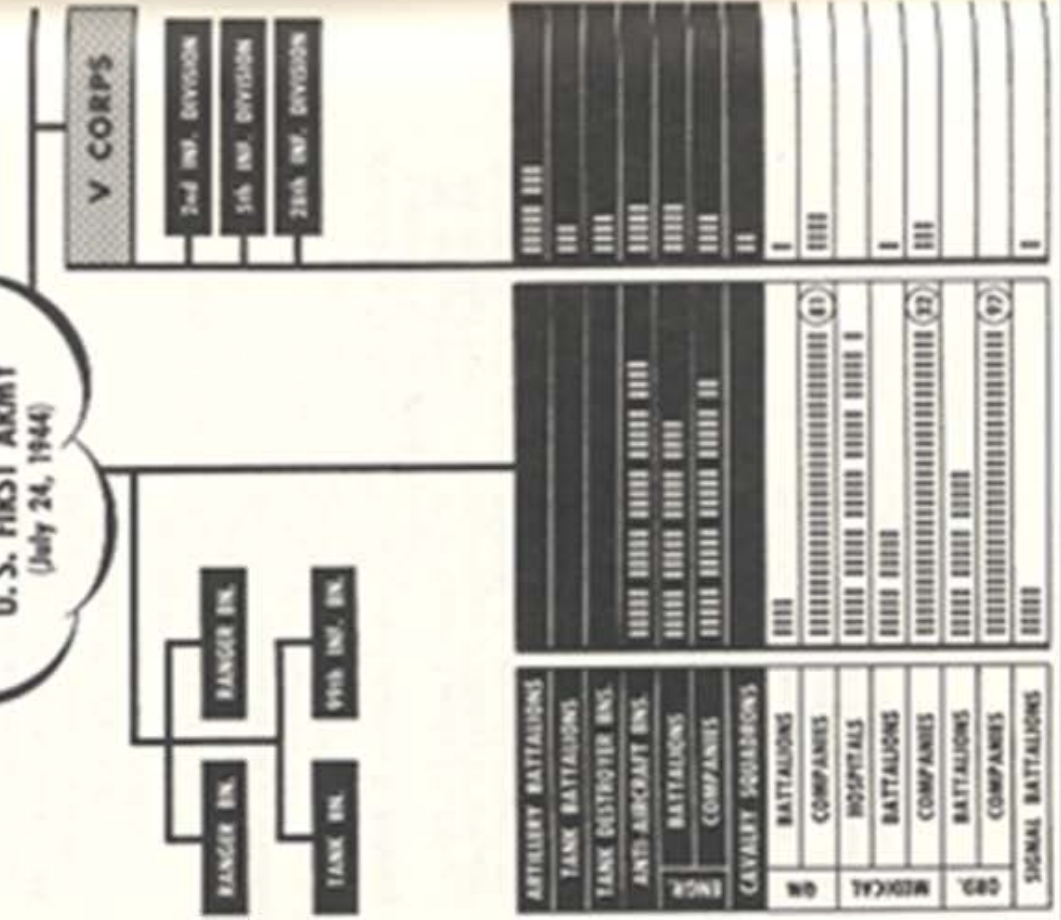 U.S. FIRST ARMY
(July 24, 1944)
V CORPS
2nd INF. DIVISION
5th INF. DIVISION
28th INF. DIVISION
RANGER BN.
RANGER BN.
TANK BN.
99th INF. BN.
ARTILLERY BATTALIONS
TANK BATTALIONS
TANK DESTROYER BNS.
ANTI-AIRCRAFT BNS.
ENGR.
BATTALIONS
COMPANIES
CAVALRY SQUADRONS
QM.
BATTALIONS
COMPANIES
81
MEDICAL
HOSPITALS
BATTALIONS
COMPANIES
52
ORD.
BATTALIONS
COMPANIES
97
SIGNAL BATTALIONS